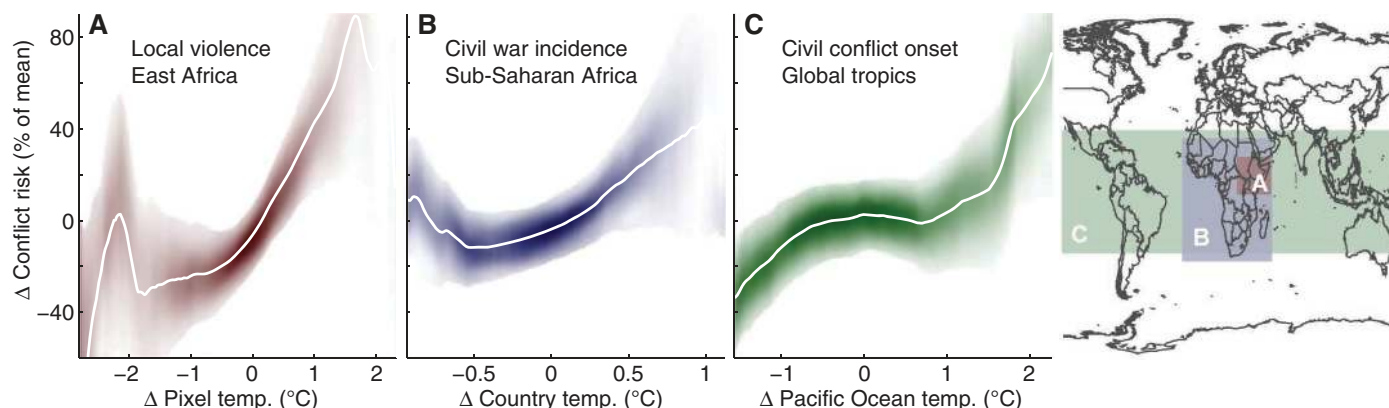 A
Local violence
East Africa
B
Civil war incidence
Sub-Saharan Africa
C
Civil conflict onset
Global tropics
Δ Conflict risk (% of mean)
80
40
0
−40
−2 −1 0 1 2
Δ Pixel temp. (°C)
−0.5 0 0.5 1
Δ Country temp. (°C)
−1 0 1 2
Δ Pacific Ocean temp. (°C)
A
B
C